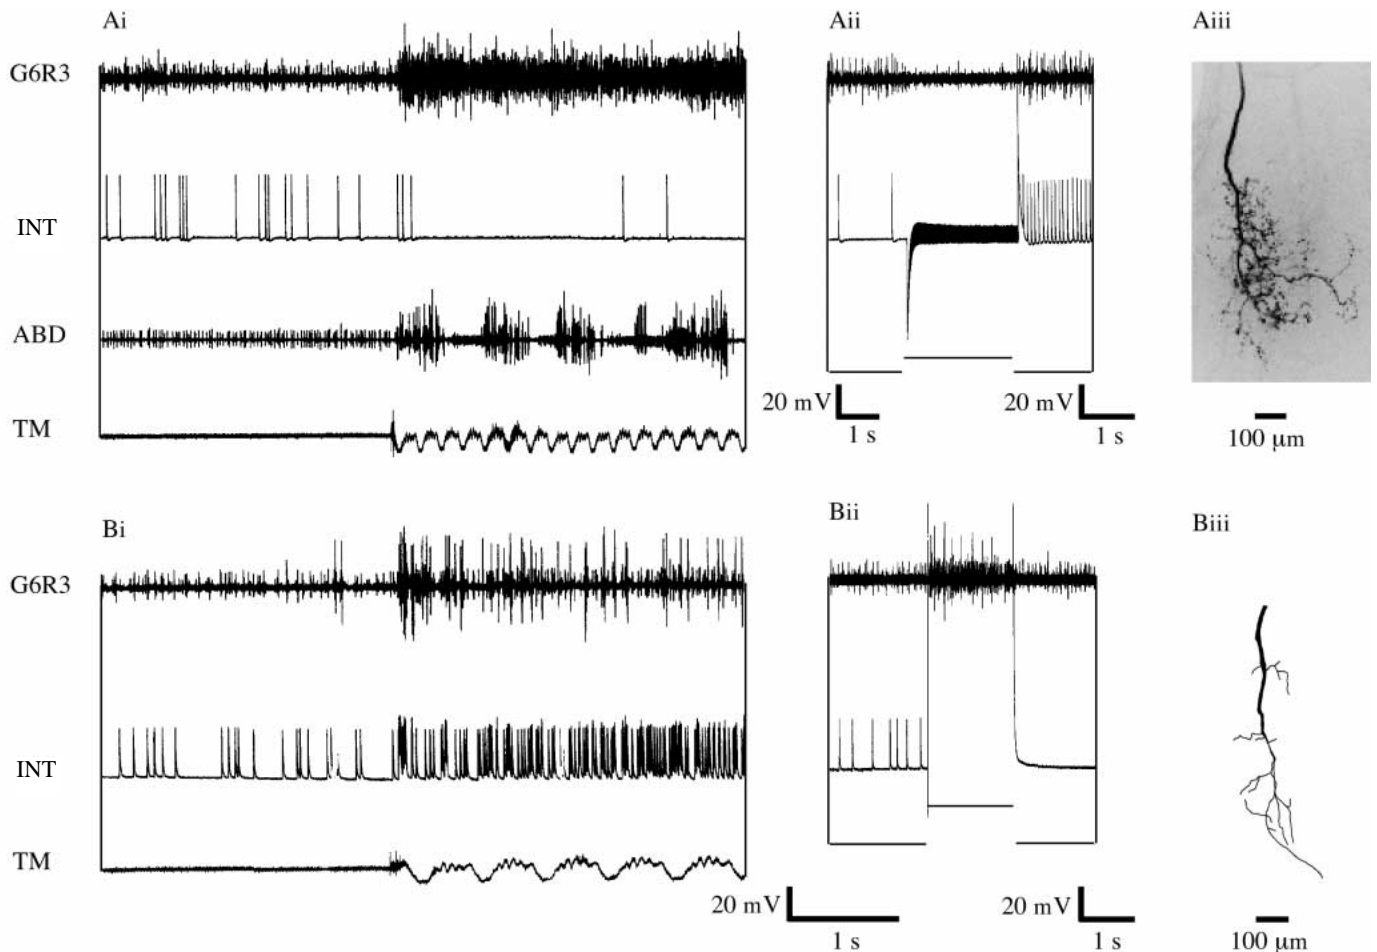 Ai
G6R3
INT
ABD
TM
Aii
20 mV
1 s
20 mV
1 s
Aiii
100 µm
Bi
G6R3
INT
TM
20 mV
1 s
Bii
20 mV
1 s
Biii
100 µm